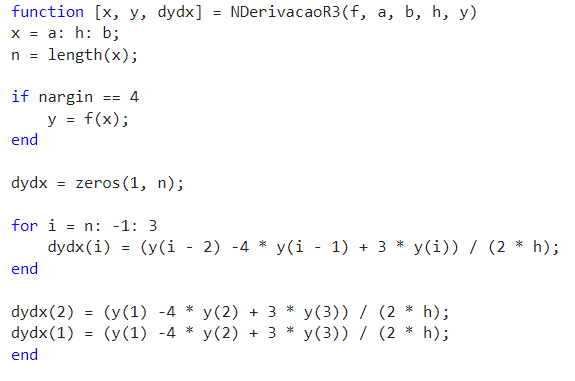 function [x, y, dydx] = NDerivacaoR3(f, a, b, h, y)
x = a: h: b;
n = length(x);
if nargin == 4
    y = f(x);
end
dydx = zeros(1, n);
for i = n: -1: 3
    dydx(i) = (y(i - 2) -4 * y(i - 1) + 3 * y(i)) / (2 * h);
end
dydx(2) = (y(1) -4 * y(2) + 3 * y(3)) / (2 * h);
dydx(1) = (y(1) -4 * y(2) + 3 * y(3)) / (2 * h);
end